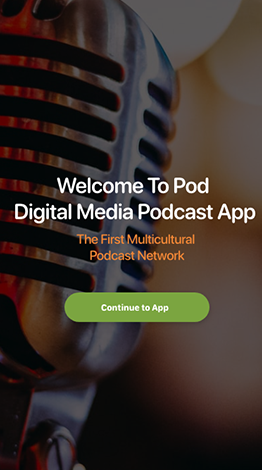 Welcome To Pod
Digital Media Podcast App
The First Multicultural
Podcast Network
Continue to App